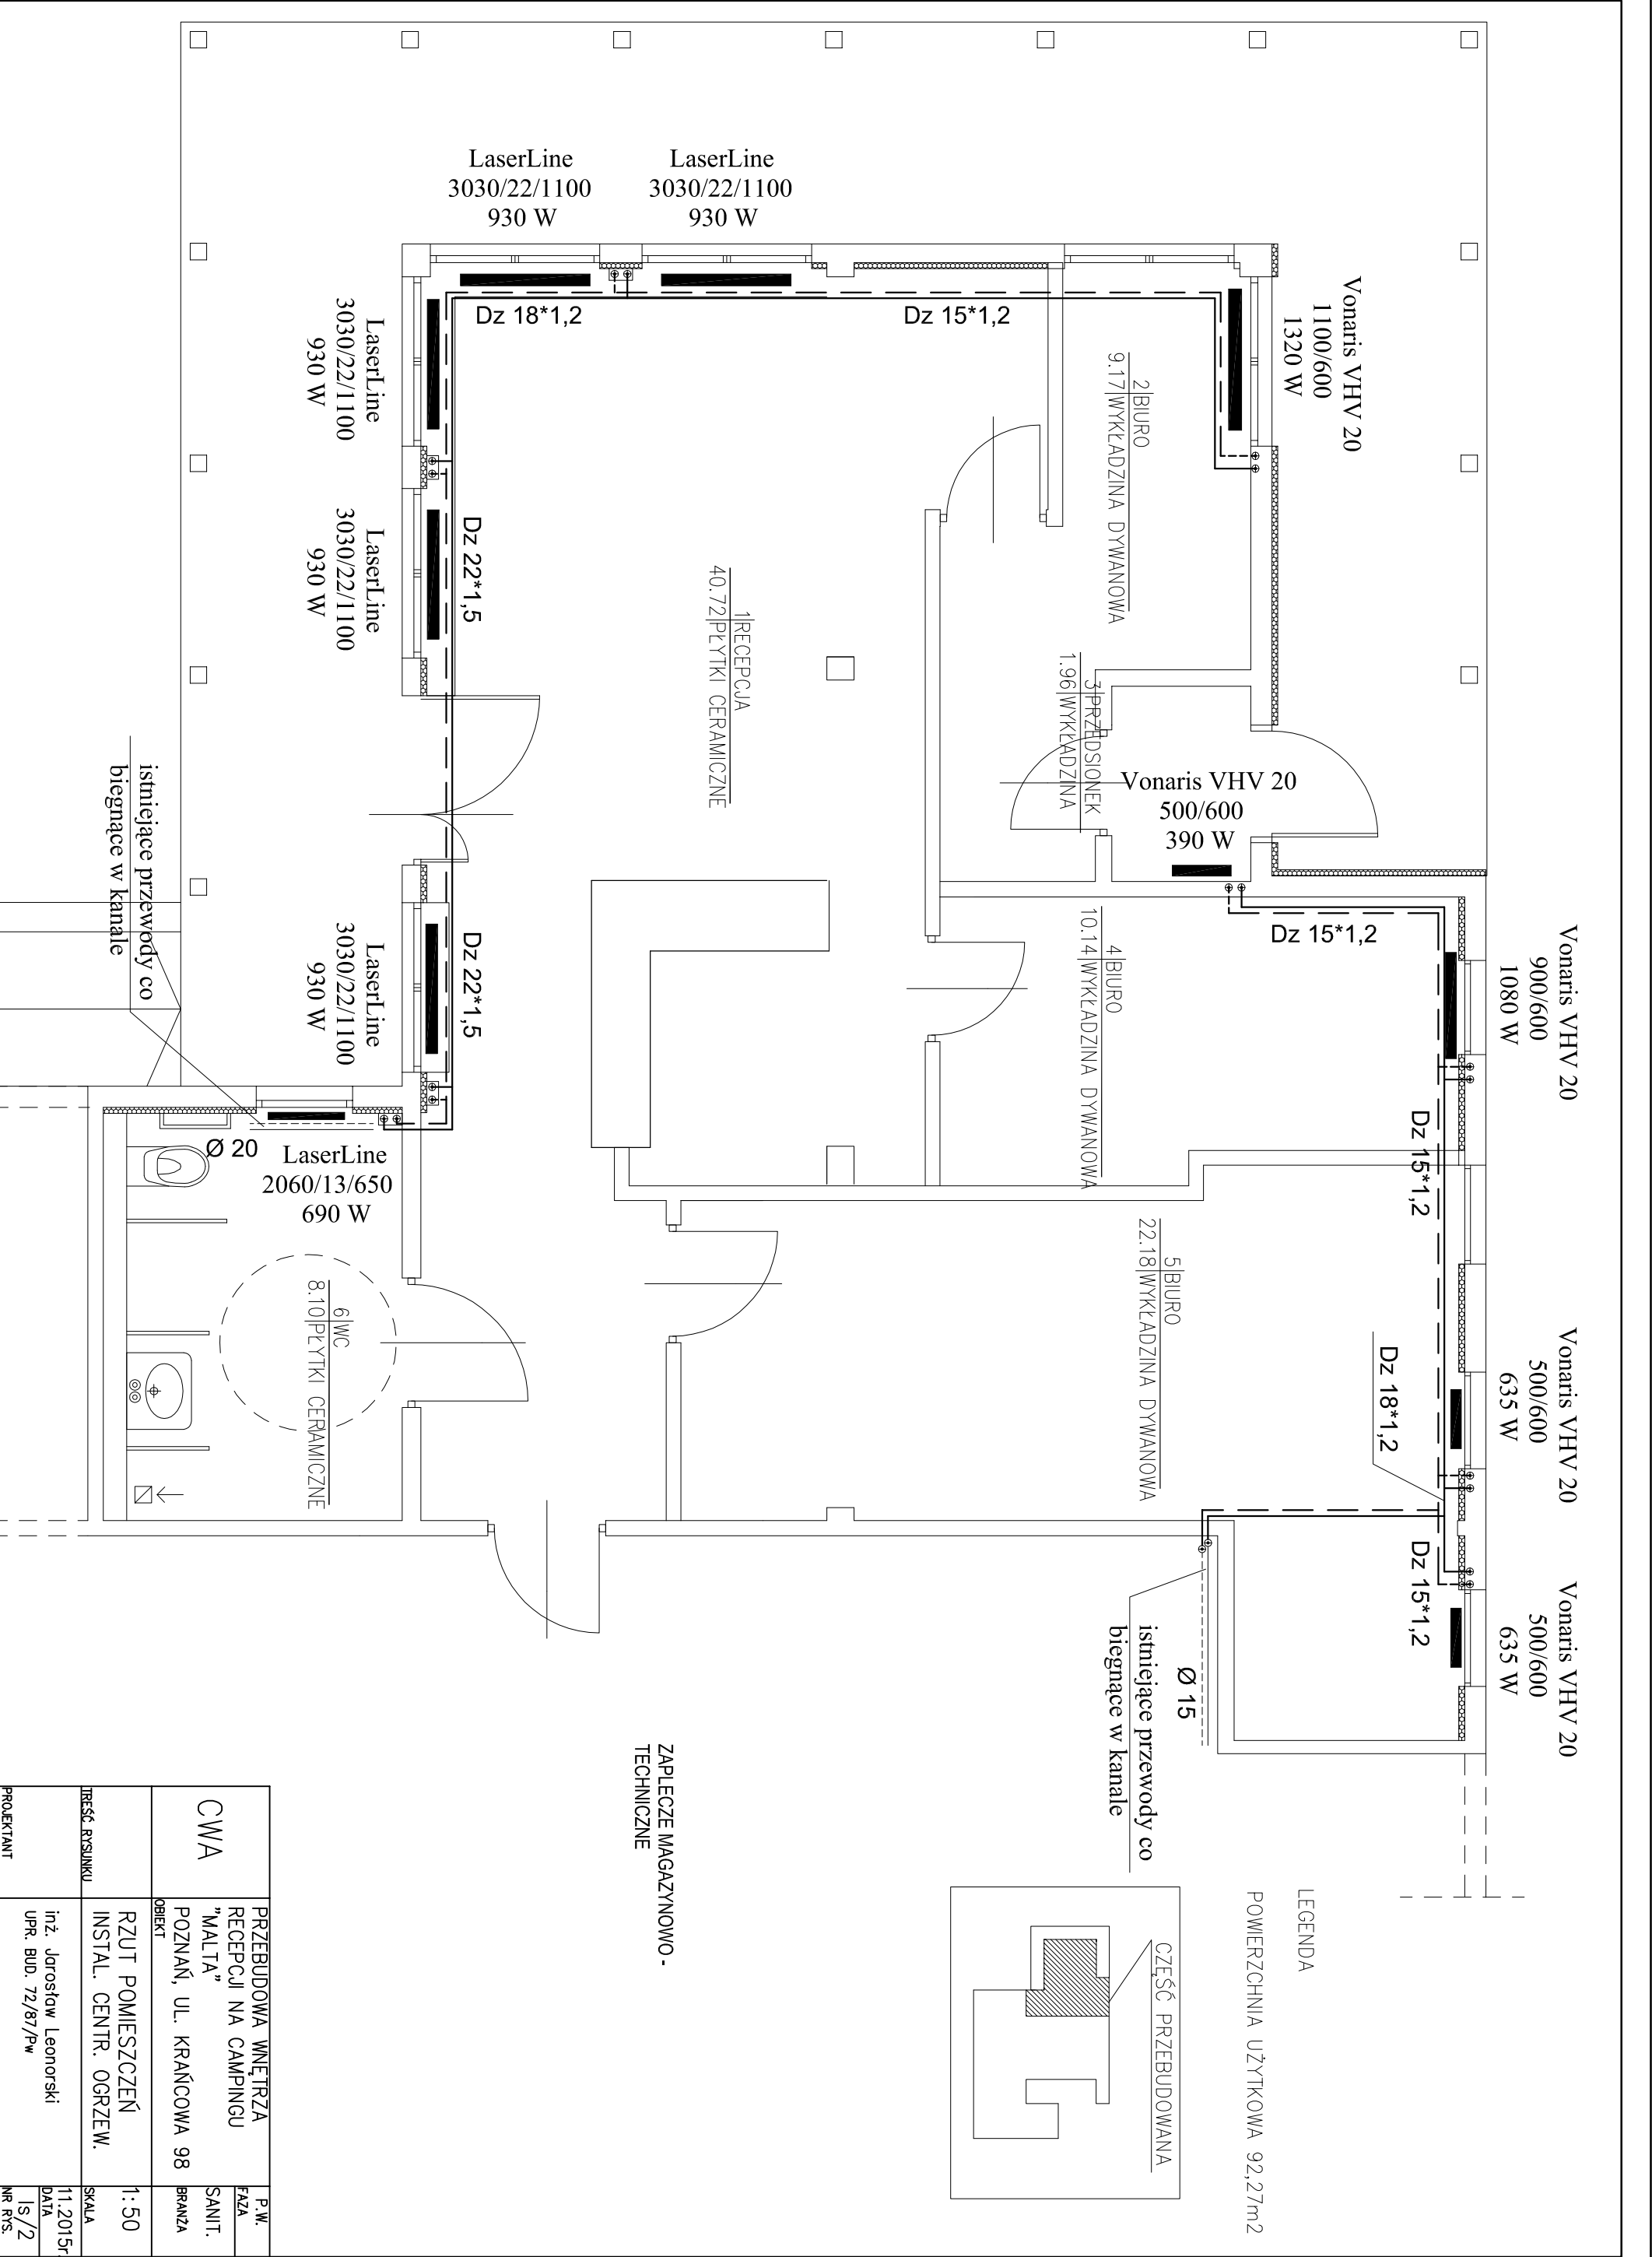 LaserLine
3030/22/1100
930 W
LaserLine
3030/22/1100
930 W
Vonaris VHV 20
1100/600
1320 W
Dz 18*1,2
Dz 15*1,2
LaserLine
3030/22/1100
930 W
2 BIURO
9.17 WYKŁADZINA DYWANOWA
LaserLine
3030/22/1100
930 W
Dz 22*1,5
1 RECEPCJA
40.72 PŁYTKI CERAMICZNE
3 PRZEDSIONEK
1.96 WYKŁADZINA
Vonaris VHV 20
500/600
390 W
istniejące przewody co
biegnące w kanale
LaserLine
3030/22/1100
930 W
Dz 22*1,5
4 BIURO
10.14 WYKŁADZINA DYWANOWA
Dz 15*1,2
Vonaris VHV 20
900/600
1080 W
Ø 20
LaserLine
2060/13/650
690 W
Dz 15*1,2
6 WC
8.10 PŁYTKI CERAMICZNE
5 BIURO
22.18 WYKŁADZINA DYWANOWA
Dz 18*1,2
Vonaris VHV 20
500/600
635 W
Dz 15*1,2
Vonaris VHV 20
500/600
635 W
istniejące przewody co
biegnące w kanale
Ø 15
ZAPLECZE MAGAZYNOWO -
TECHNICZNE
LEGENDA
POWIERZCHNIA UŻYTKOWA 92,27m2
CZĘŚĆ PRZEBUDOWANA
CWA
PRZEBUDOWA WNĘTRZA
RECEPCJI NA CAMPINGU
"MALTA"
POZNAŃ, UL. KRAŃCOWA 98
OBIEKT
P.W.
FAZA
SANIT.
BRANŻA
TREŚĆ RYSUNKU
RZUT POMIESZCZEŃ
INSTAL. CENTR. OGRZEW.
1:50
SKALA
PROJEKTANT
inż. Jarosław Leonorski
UPR. BUD. 72/87/Pw
11.2015r.
DATA
Is/2
NR RYS.